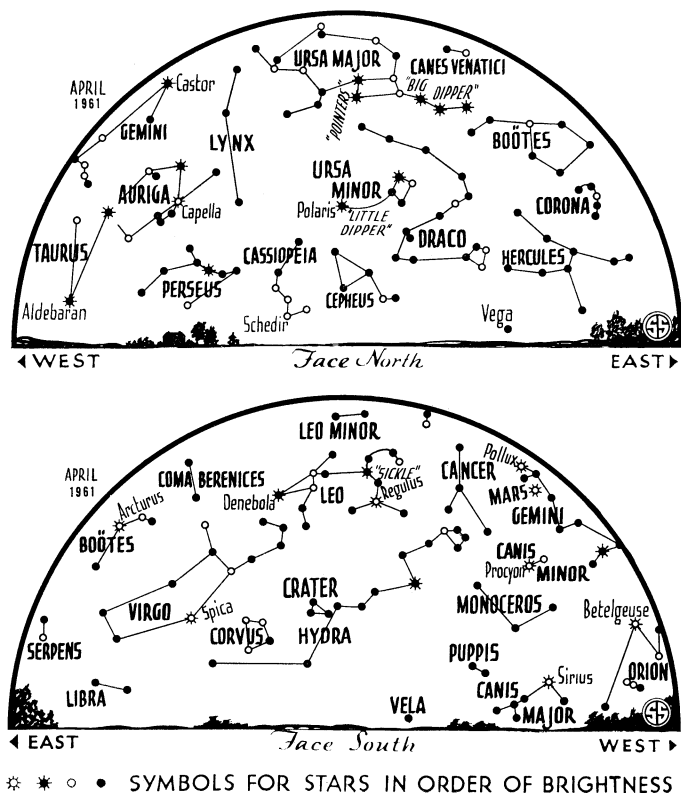 URSA MAJOR
CANES VENATICI
"BIG DIPPER"
"POINTERS"
APRIL
1961
Castor
GEMINI
LYNX
BOÖTES
URSA
MINOR
AURIGA
Capella
Polaris
"LITTLE
DIPPER"
CORONA
DRACO
TAURUS
CASSIOPEIA
HERCULES
PERSEUS
CEPHEUS
Aldebaran
Schedir
Vega
SS
WEST
Face North
EAST
LEO MINOR
APRIL
1961
COMA BERENICES
"SICKLE"
CANCER
Pollux
Denebola
LEO
Regulus
MARS
GEMINI
Arcturus
BOÖTES
CANIS
MINOR
Procyon
CRATER
MONOCEROS
Betelgeuse
VIRGO
Spica
CORVUS
HYDRA
SERPENS
PUPPIS
ORION
Sirius
LIBRA
VELA
CANIS
MAJOR
SS
EAST
Face South
WEST
SYMBOLS FOR STARS IN ORDER OF BRIGHTNESS